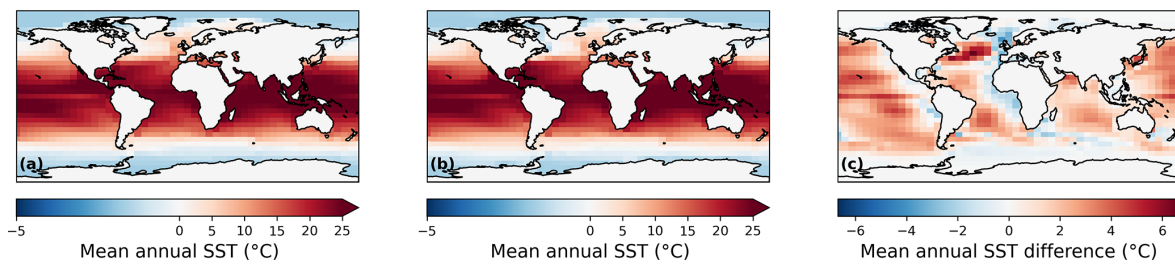 (a)
(b)
(c)
−5 0 5 10 15 20 25
−5 0 5 10 15 20 25
−6 −4 −2 0 2 4 6
Mean annual SST (°C)
Mean annual SST (°C)
Mean annual SST difference (°C)